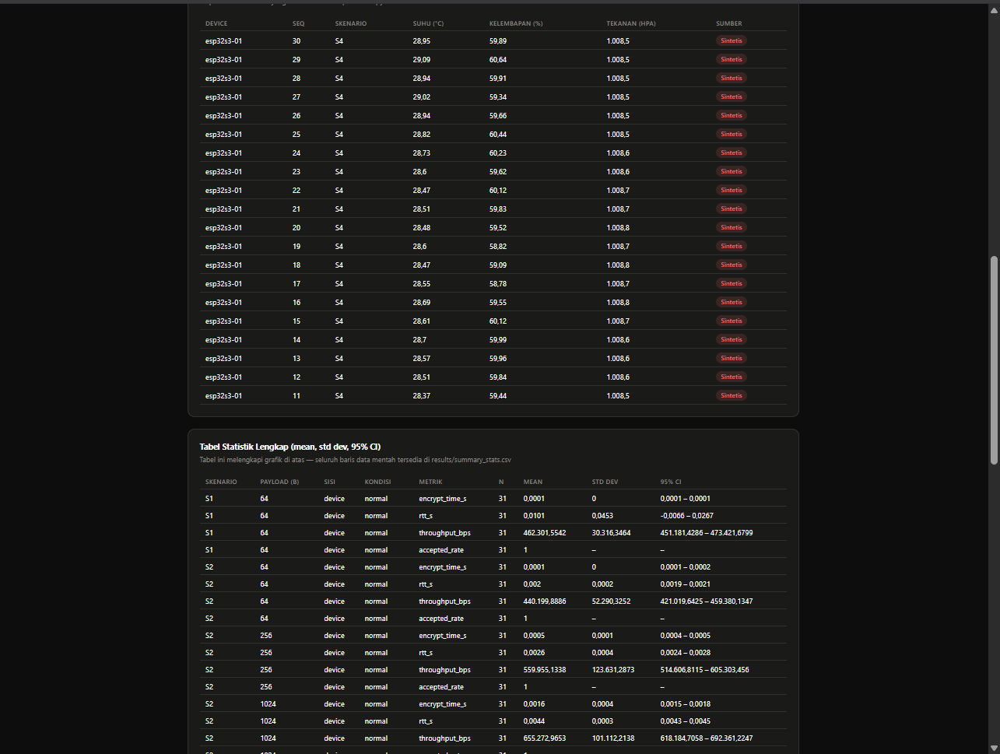 DEVICE SEQ SKENARIO SUHU (°C) KELEMBAPAN (%) TEKANAN (HPA) SUMBER
esp32s3-01 30 S4 28,95 59,89 1.008,5 Sintetis
esp32s3-01 29 S4 29,09 60,64 1.008,5 Sintetis
esp32s3-01 28 S4 28,94 59,91 1.008,5 Sintetis
esp32s3-01 27 S4 29,02 59,34 1.008,5 Sintetis
esp32s3-01 26 S4 28,94 59,66 1.008,5 Sintetis
esp32s3-01 25 S4 28,82 60,44 1.008,5 Sintetis
esp32s3-01 24 S4 28,73 60,23 1.008,6 Sintetis
esp32s3-01 23 S4 28,6 59,62 1.008,6 Sintetis
esp32s3-01 22 S4 28,47 60,12 1.008,7 Sintetis
esp32s3-01 21 S4 28,51 59,83 1.008,7 Sintetis
esp32s3-01 20 S4 28,48 59,52 1.008,8 Sintetis
esp32s3-01 19 S4 28,6 58,82 1.008,7 Sintetis
esp32s3-01 18 S4 28,47 59,09 1.008,8 Sintetis
esp32s3-01 17 S4 28,55 58,78 1.008,7 Sintetis
esp32s3-01 16 S4 28,69 59,55 1.008,8 Sintetis
esp32s3-01 15 S4 28,61 60,12 1.008,7 Sintetis
esp32s3-01 14 S4 28,7 59,99 1.008,6 Sintetis
esp32s3-01 13 S4 28,57 59,96 1.008,6 Sintetis
esp32s3-01 12 S4 28,51 59,84 1.008,6 Sintetis
esp32s3-01 11 S4 28,37 59,44 1.008,5 Sintetis
Tabel Statistik Lengkap (mean, std dev, 95% CI)
Tabel ini melengkapi grafik di atas — seluruh baris data mentah tersedia di results/summary_stats.csv
SKENARIO PAYLOAD (B) SISI KONDISI METRIK N MEAN STD DEV 95% CI
S1 64 device normal encrypt_time_s 31 0,0001 0 0,0001 – 0,0001
S1 64 device normal rtt_s 31 0,0101 0,0453 -0,0066 – 0,0267
S1 64 device normal throughput_bps 31 462.301,5542 30.316,3464 451.181,4286 – 473.421,6799
S1 64 device normal accepted_rate 31 1 – –
S2 64 device normal encrypt_time_s 31 0,0001 0 0,0001 – 0,0002
S2 64 device normal rtt_s 31 0,002 0,0002 0,0019 – 0,0021
S2 64 device normal throughput_bps 31 440.199,8886 52.290,3252 421.019,6425 – 459.380,1347
S2 64 device normal accepted_rate 31 1 – –
S2 256 device normal encrypt_time_s 31 0,0005 0,0001 0,0004 – 0,0005
S2 256 device normal rtt_s 31 0,0026 0,0004 0,0024 – 0,0028
S2 256 device normal throughput_bps 31 559.955,1338 123.631,2873 514.606,8115 – 605.303,456
S2 256 device normal accepted_rate 31 1 – –
S2 1024 device normal encrypt_time_s 31 0,0016 0,0004 0,0015 – 0,0018
S2 1024 device normal rtt_s 31 0,0044 0,0003 0,0043 – 0,0045
S2 1024 device normal throughput_bps 31 655.272,9653 101.112,2138 618.184,7058 – 692.361,2247